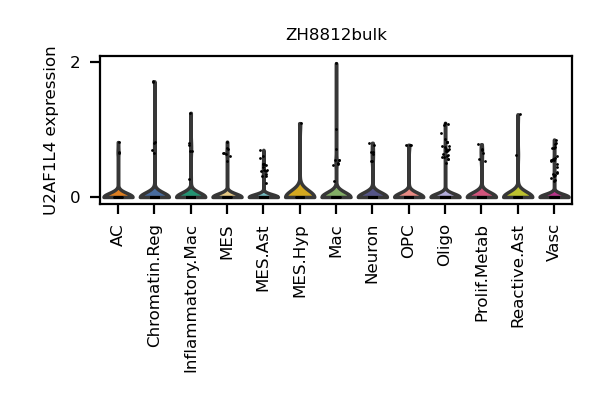 ZH8812bulk
U2AF1L4 expression
2
0
AC
Chromatin.Reg
Inflammatory.Mac
MES
MES.Ast
MES.Hyp
Mac
Neuron
OPC
Oligo
Prolif.Metab
Reactive.Ast
Vasc